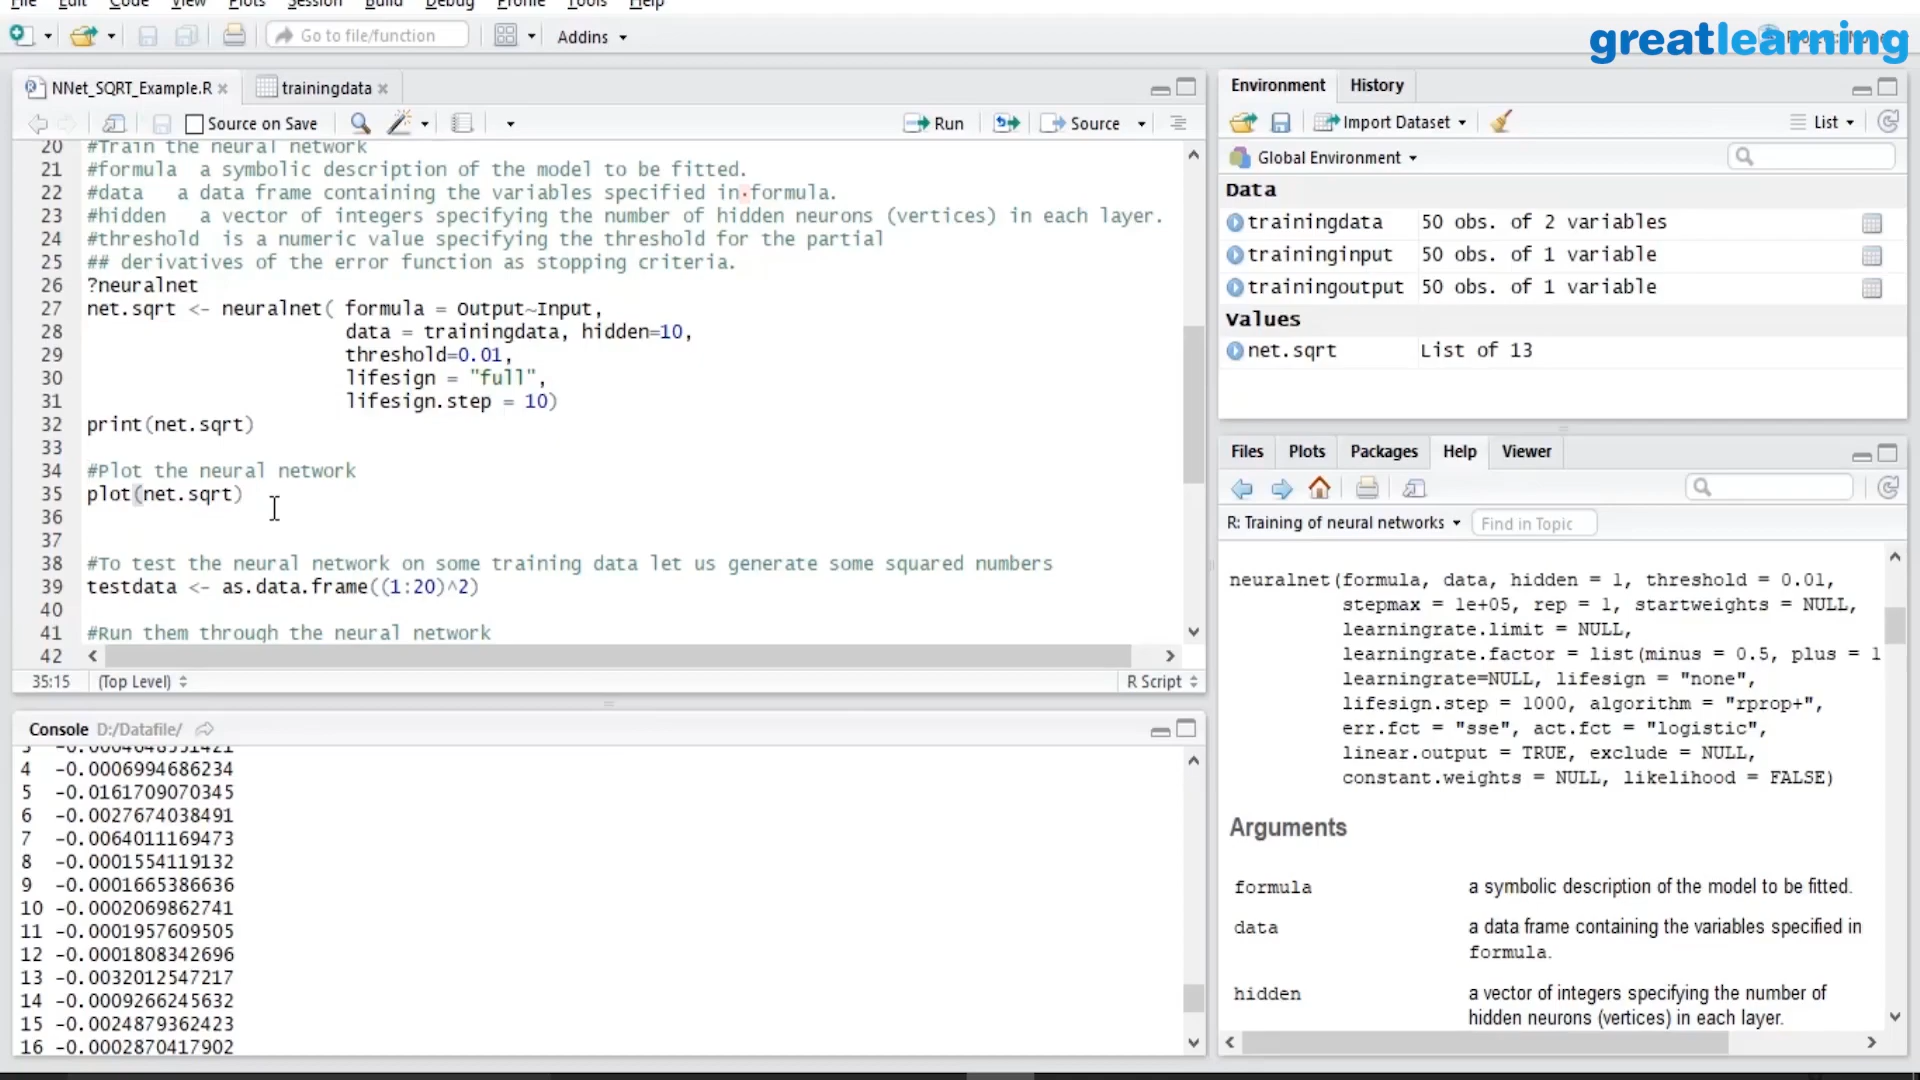 File Edit Code View Plots Session Build Debug Profile Tools Help
Go to file/function Addins
greatlearning
NNet_SQRT_Example.R trainingdata
Source on Save Run Source
20 #Train the neural network
21 #formula  a symbolic description of the model to be fitted.
22 #data   a data frame containing the variables specified in·formula.
23 #hidden   a vector of integers specifying the number of hidden neurons (vertices) in each layer.
24 #threshold  is a numeric value specifying the threshold for the partial
25 ## derivatives of the error function as stopping criteria.
26 ?neuralnet
27 net.sqrt <- neuralnet( formula = Output~Input,
28 data = trainingdata, hidden=10,
29 threshold=0.01,
30 lifesign = "full",
31 lifesign.step = 10)
32 print(net.sqrt)
33
34 #Plot the neural network
35 plot(net.sqrt)
36
37
38 #To test the neural network on some training data let us generate some squared numbers
39 testdata <- as.data.frame((1:20)^2)
40
41 #Run them through the neural network
42
35:15 (Top Level) R Script
Console D:/Datafile/
3 -0.0004048551421
4 -0.0006994686234
5 -0.0161709070345
6 -0.0027674038491
7 -0.0064011169473
8 -0.0001554119132
9 -0.0001665386636
10 -0.0002069862741
11 -0.0001957609505
12 -0.0001808342696
13 -0.0032012547217
14 -0.0009266245632
15 -0.0024879362423
16 -0.0002870417902
Environment History
Import Dataset List
Global Environment
Data
trainingdata 50 obs. of 2 variables
traininginput 50 obs. of 1 variable
trainingoutput 50 obs. of 1 variable
Values
net.sqrt List of 13
Files Plots Packages Help Viewer
R: Training of neural networks Find in Topic
neuralnet(formula, data, hidden = 1, threshold = 0.01,
stepmax = 1e+05, rep = 1, startweights = NULL,
learningrate.limit = NULL,
learningrate.factor = list(minus = 0.5, plus = 1
learningrate=NULL, lifesign = "none",
lifesign.step = 1000, algorithm = "rprop+",
err.fct = "sse", act.fct = "logistic",
linear.output = TRUE, exclude = NULL,
constant.weights = NULL, likelihood = FALSE)
Arguments
formula a symbolic description of the model to be fitted.
data a data frame containing the variables specified in
formula.
hidden a vector of integers specifying the number of
hidden neurons (vertices) in each layer.